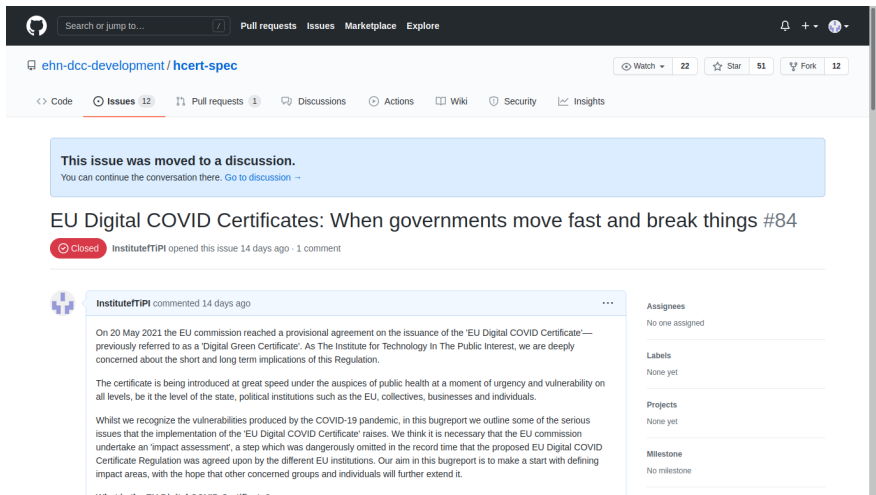 Search or jump to... /
Pull requests Issues Marketplace Explore
ehn-dcc-development / hcert-spec
Watch 22 Star 51 Fork 12
Code Issues 12 Pull requests 1 Discussions Actions Wiki Security Insights
This issue was moved to a discussion.
You can continue the conversation there. Go to discussion →
EU Digital COVID Certificates: When governments move fast and break things #84
Closed InstitutefTiPI opened this issue 14 days ago · 1 comment
InstitutefTiPI commented 14 days ago ···
On 20 May 2021 the EU commission reached a provisional agreement on the issuance of the 'EU Digital COVID Certificate'—
previously referred to as a 'Digital Green Certificate'. As The Institute for Technology In The Public Interest, we are deeply
concerned about the short and long term implications of this Regulation.
The certificate is being introduced at great speed under the auspices of public health at a moment of urgency and vulnerability on
all levels, be it the level of the state, political institutions such as the EU, collectives, businesses and individuals.
Whilst we recognize the vulnerabilities produced by the COVID-19 pandemic, in this bugreport we outline some of the serious
issues that the implementation of the 'EU Digital COVID Certificate' raises. We think it is necessary that the EU commission
undertake an 'impact assessment', a step which was dangerously omitted in the record time that the proposed EU Digital COVID
Certificate Regulation was agreed upon by the different EU institutions. Our aim in this bugreport is to make a start with defining
impact areas, with the hope that other concerned groups and individuals will further extend it.
Assignees
No one assigned
Labels
None yet
Projects
None yet
Milestone
No milestone